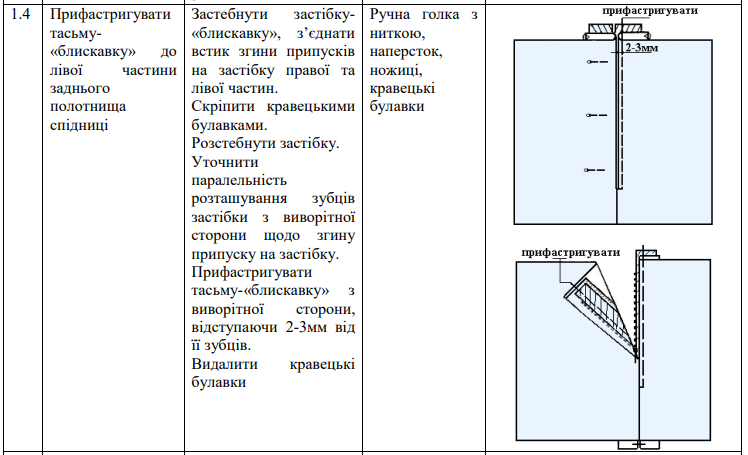 1.4
Прифастригувати
тасьму-
«блискавку» до
лівої частини
заднього
полотнища
спідниці
Застебнути застібку-
«блискавку», з’єднати
встик згини припусків
на застібку правої та
лівої частин.
Скріпити кравецькими
булавками.
Розстебнути застібку.
Уточнити
паралельність
розташування зубців
застібки з виворітної
сторони щодо згину
припуску на застібку.
Прифастригувати
тасьму-«блискавку» з
виворітної сторони,
відступаючи 2-3мм від
її зубців.
Видалити кравецькі
булавки
Ручна голка з
ниткою,
наперсток,
ножиці,
кравецькі
булавки
прифастригувати
2-3мм
прифастригувати